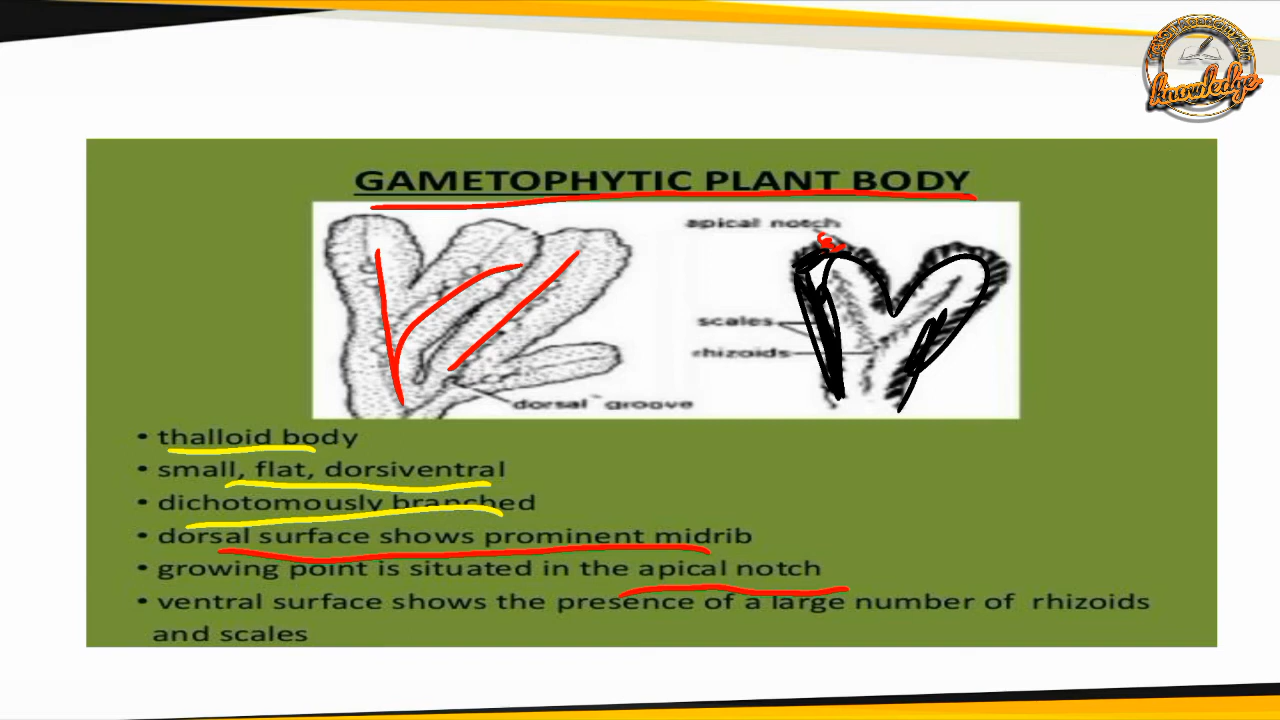 knowledge
GAMETOPHYTIC PLANT BODY
apical notch
scales
rhizoids
dorsal groove
• thalloid body
• small, flat, dorsiventral
• dichotomously branched
• dorsal surface shows prominent midrib
• growing point is situated in the apical notch
• ventral surface shows the presence of a large number of rhizoids
and scales